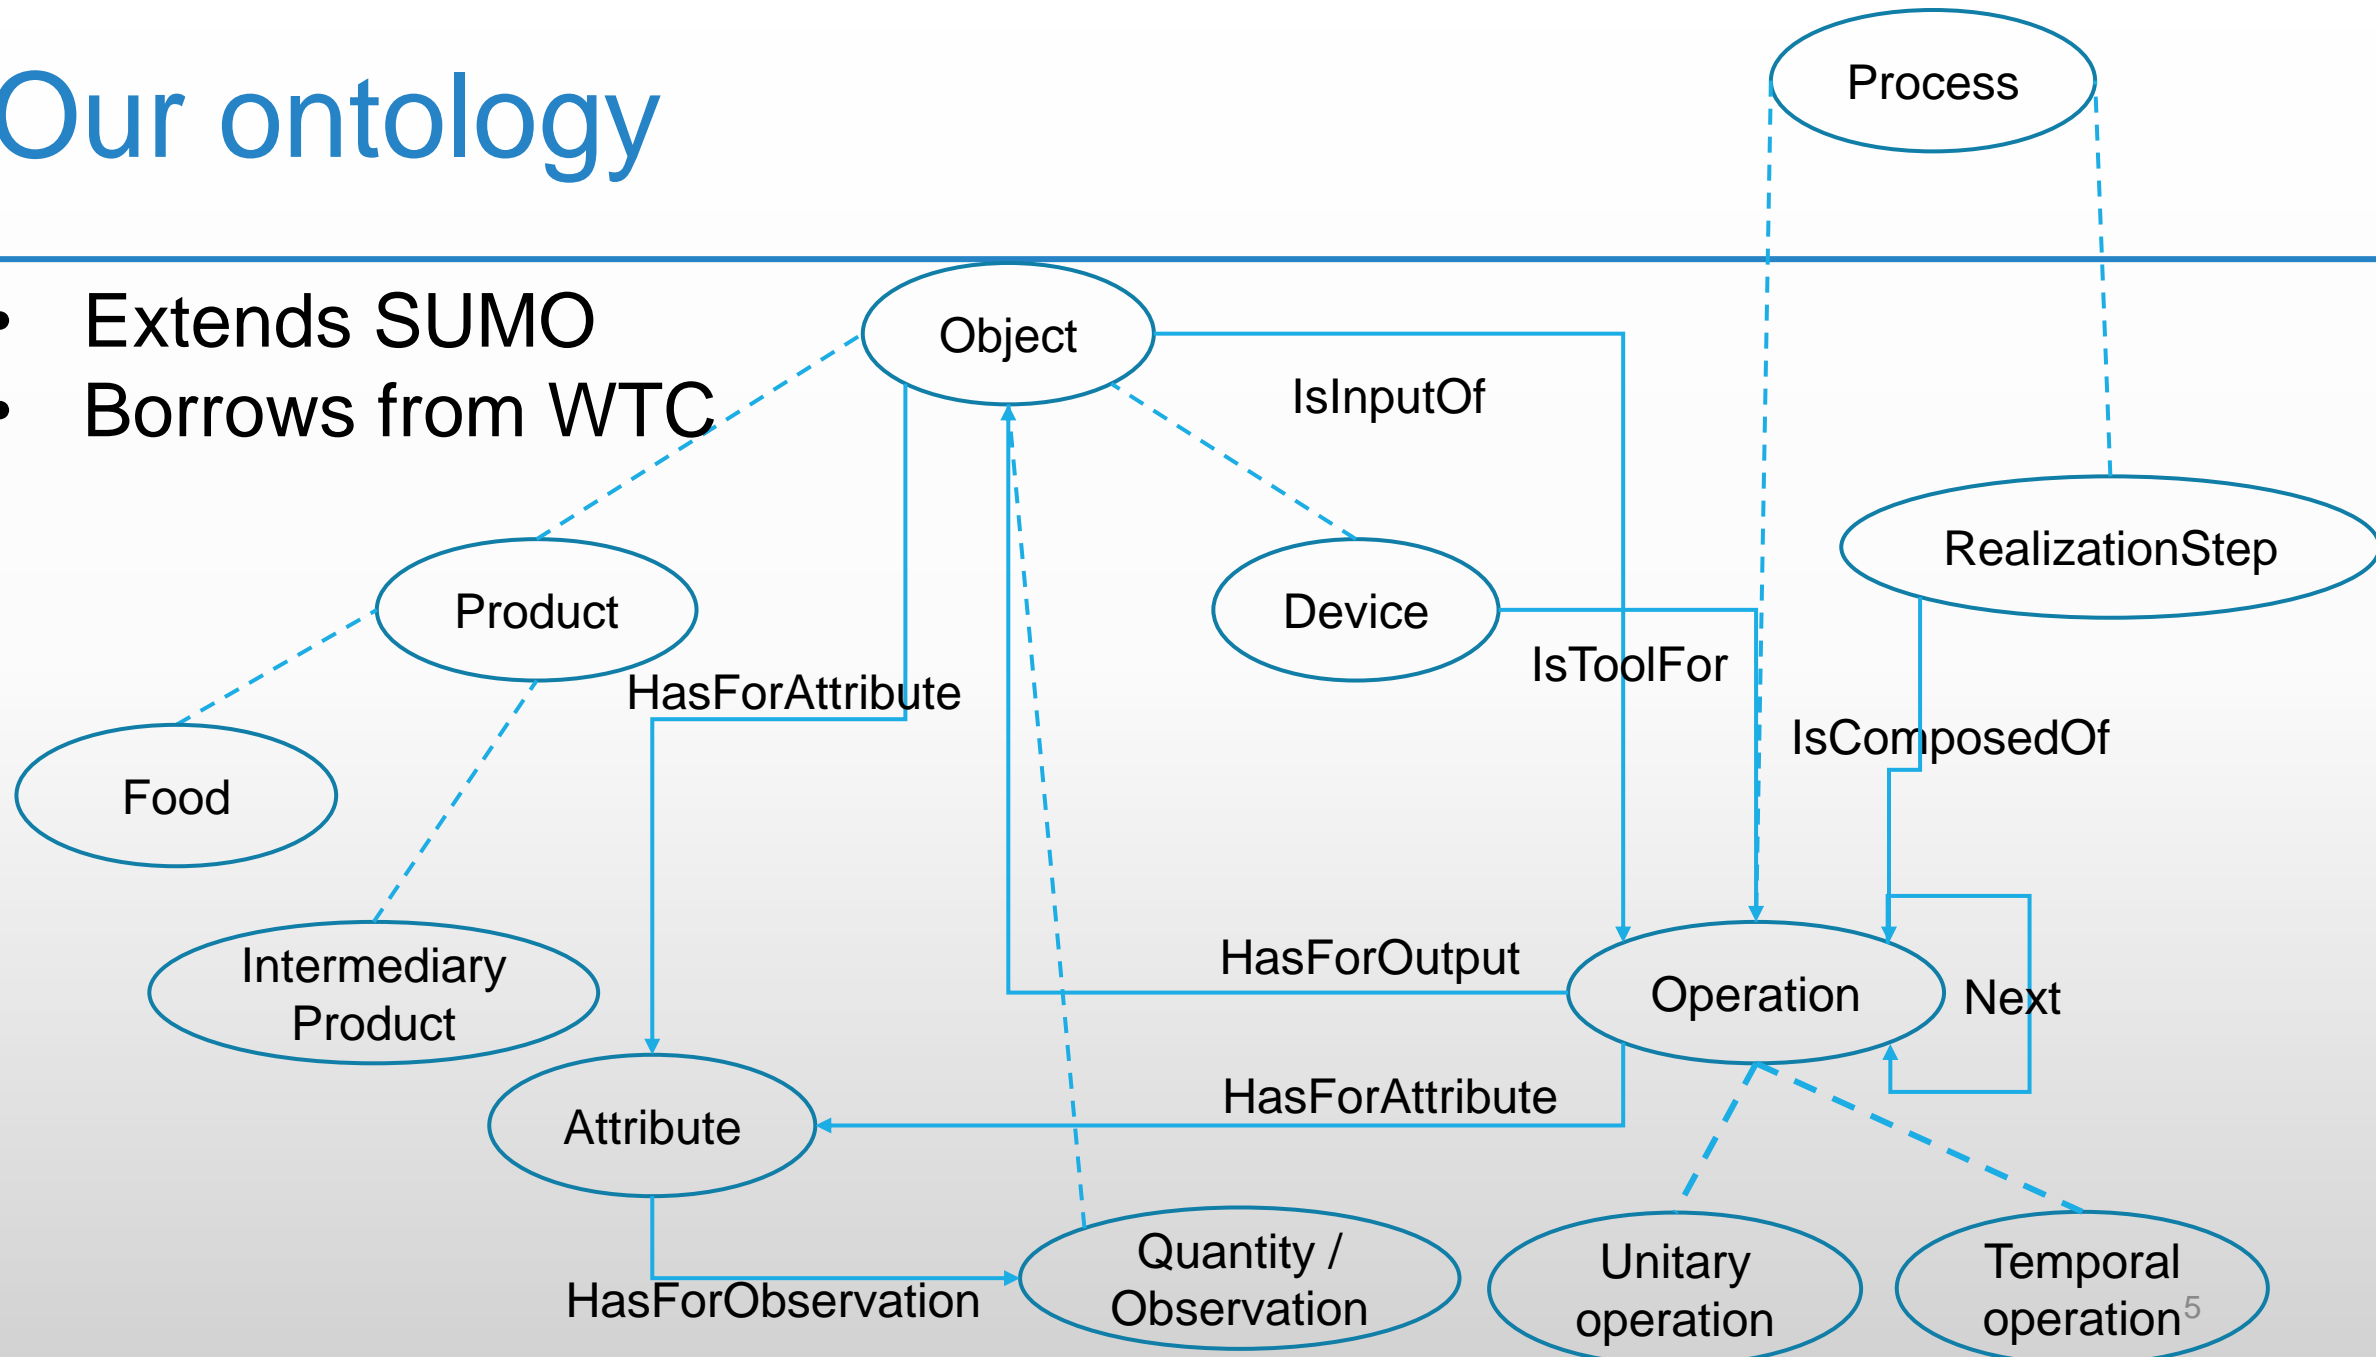 Our ontology
Process
• Extends SUMO
• Borrows from WTC
Object
IsInputOf
Product
Device
RealizationStep
HasForAttribute
IsToolFor
IsComposedOf
Food
Intermediary
Product
HasForOutput
Operation
Next
Attribute
HasForAttribute
HasForObservation
Quantity /
Observation
Unitary
operation
Temporal
operation
5